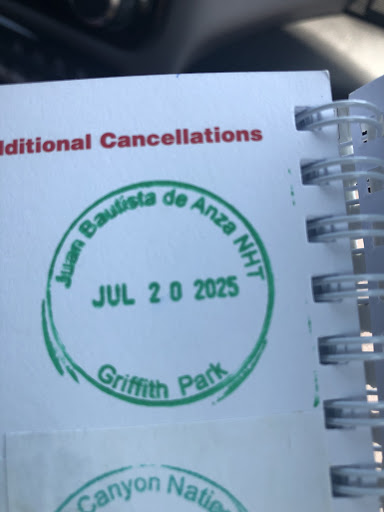 dditional Cancellations
Juan Bautista de Anza NHT
JUL 20 2025
Griffith Park
Canyon Natio